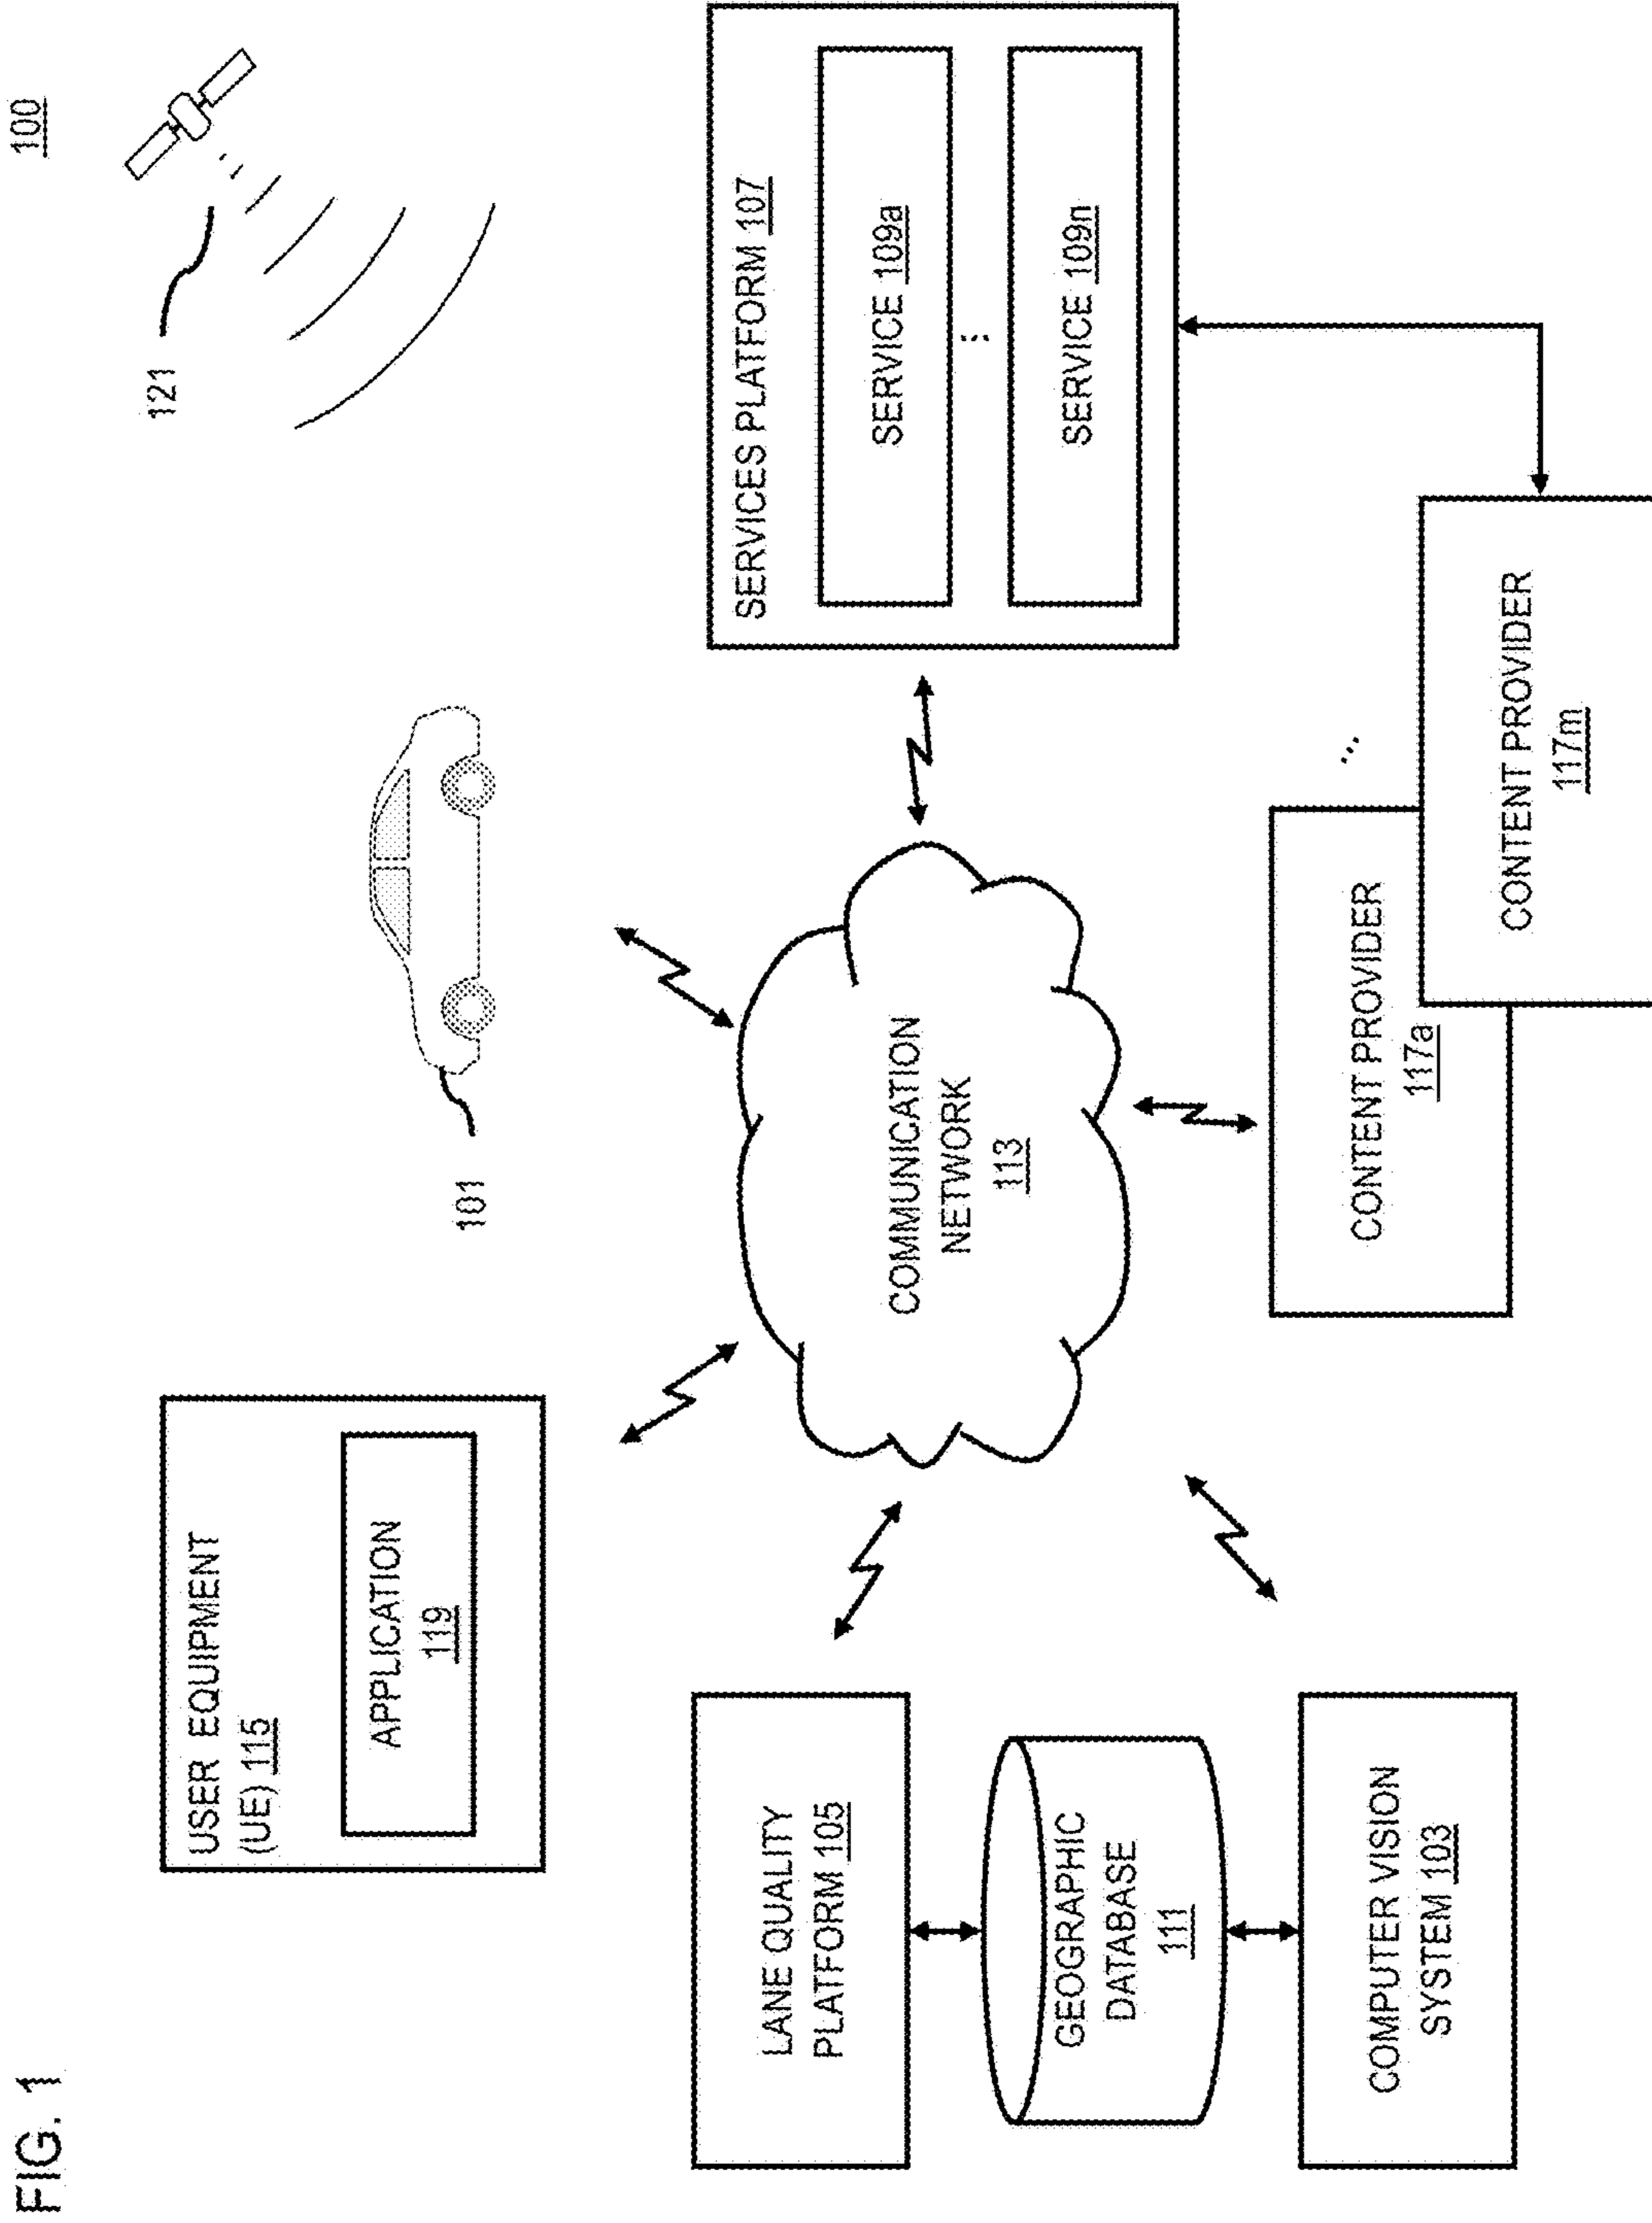 FIG. 1
100
121
101
USER EQUIPMENT
(UE) 115
APPLICATION
119
SERVICES PLATFORM 107
SERVICE 109a
...
SERVICE 109n
LANE QUALITY
PLATFORM 105
GEOGRAPHIC
DATABASE
111
COMPUTER VISION
SYSTEM 103
COMMUNICATION
NETWORK
113
CONTENT PROVIDER
117a
...
CONTENT PROVIDER
117m